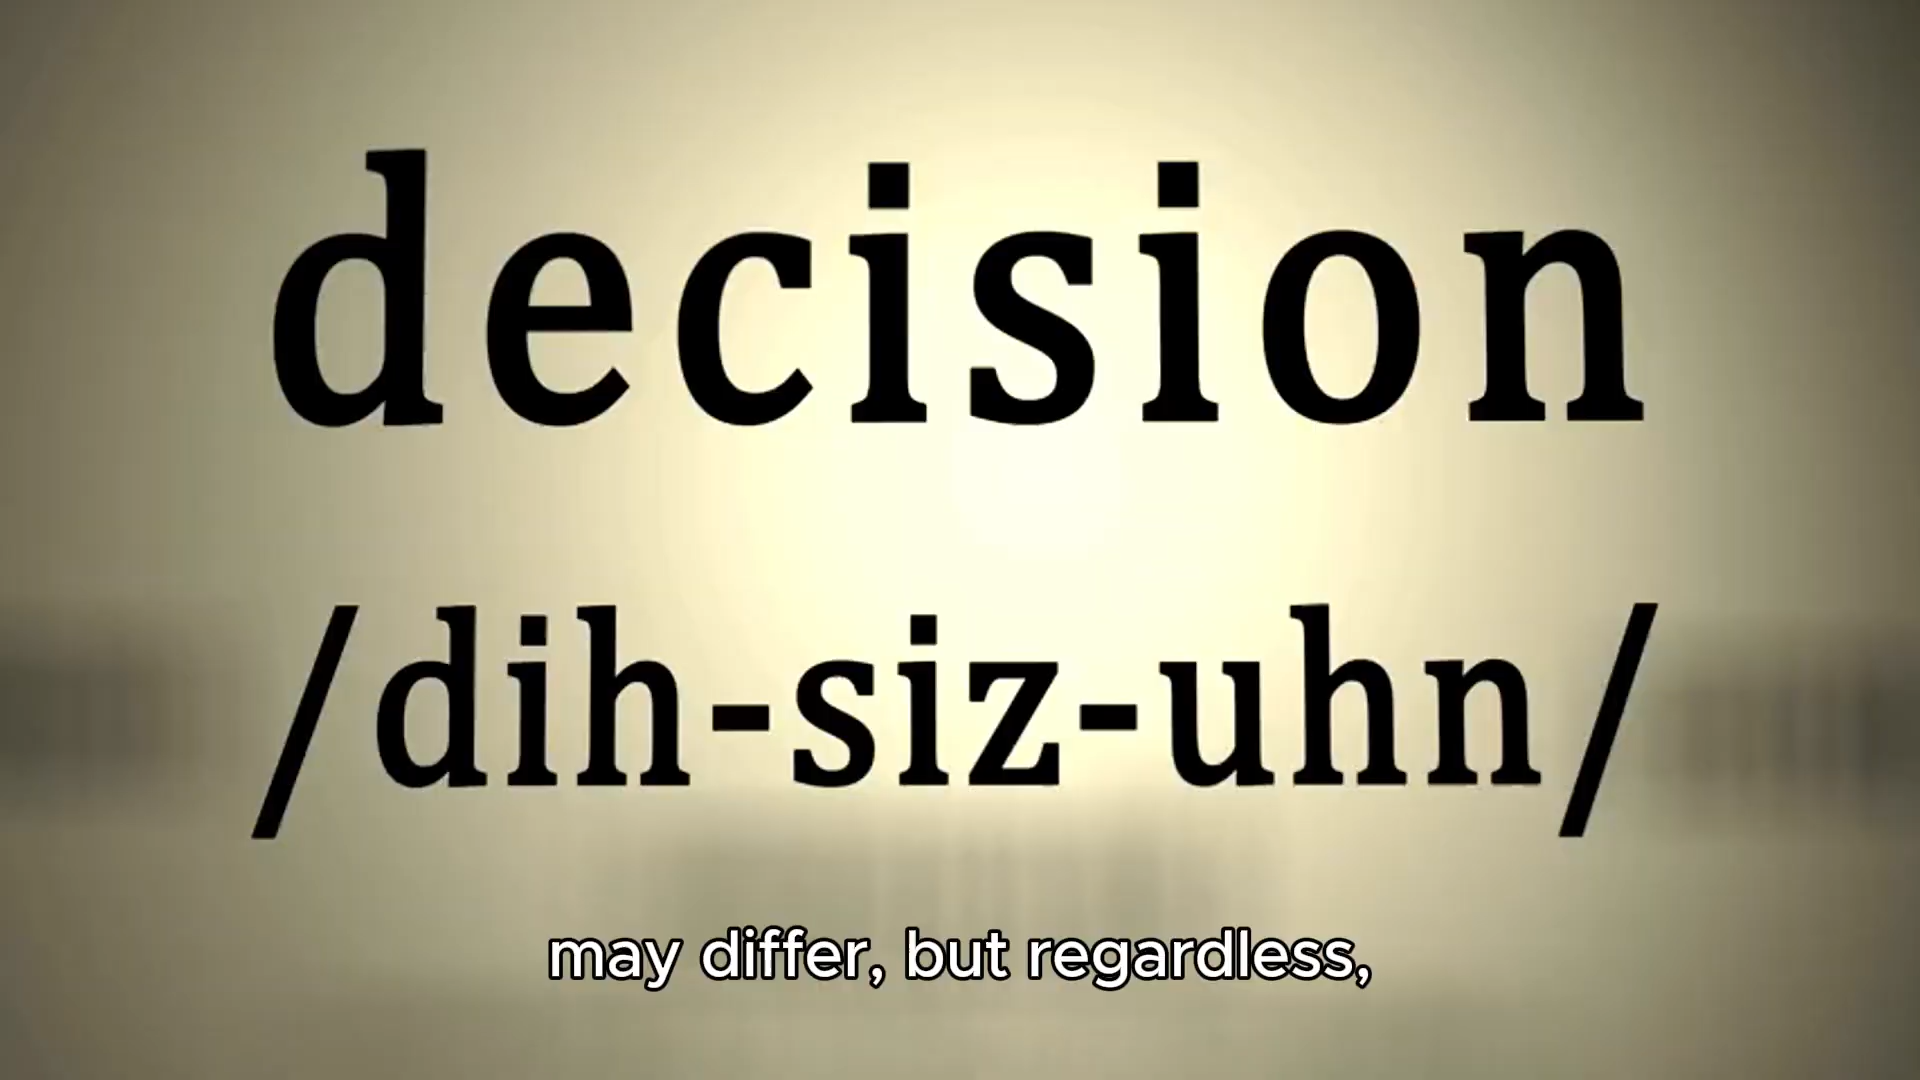 decision
/dih-siz-uhn/
may differ, but regardless,